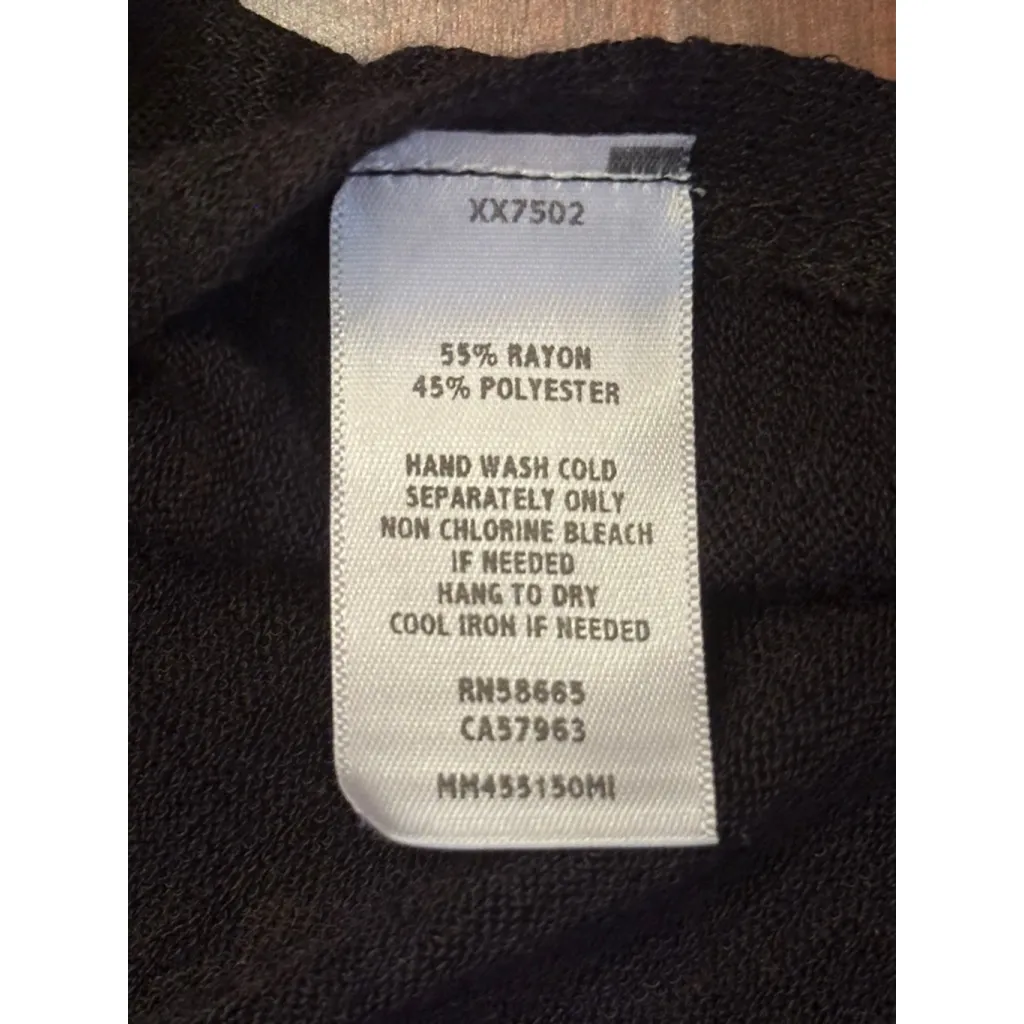 XX7502
55% RAYON
45% POLYESTER
HAND WASH COLD
SEPARATELY ONLY
NON CHLORINE BLEACH
IF NEEDED
HANG TO DRY
COOL IRON IF NEEDED
RN58665
CA57963
MM455150MI